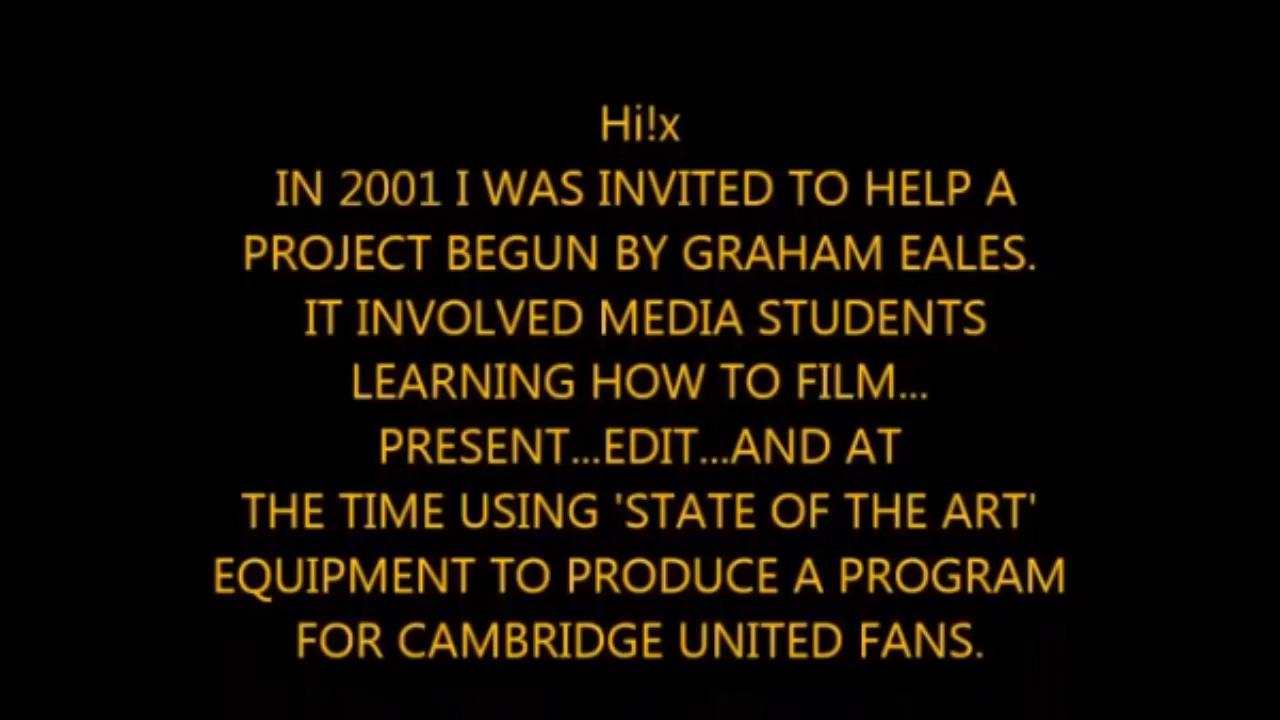 Hi!x
IN 2001 I WAS INVITED TO HELP A
PROJECT BEGUN BY GRAHAM EALES.
IT INVOLVED MEDIA STUDENTS
LEARNING HOW TO FILM...
PRESENT...EDIT...AND AT
THE TIME USING 'STATE OF THE ART'
EQUIPMENT TO PRODUCE A PROGRAM
FOR CAMBRIDGE UNITED FANS.